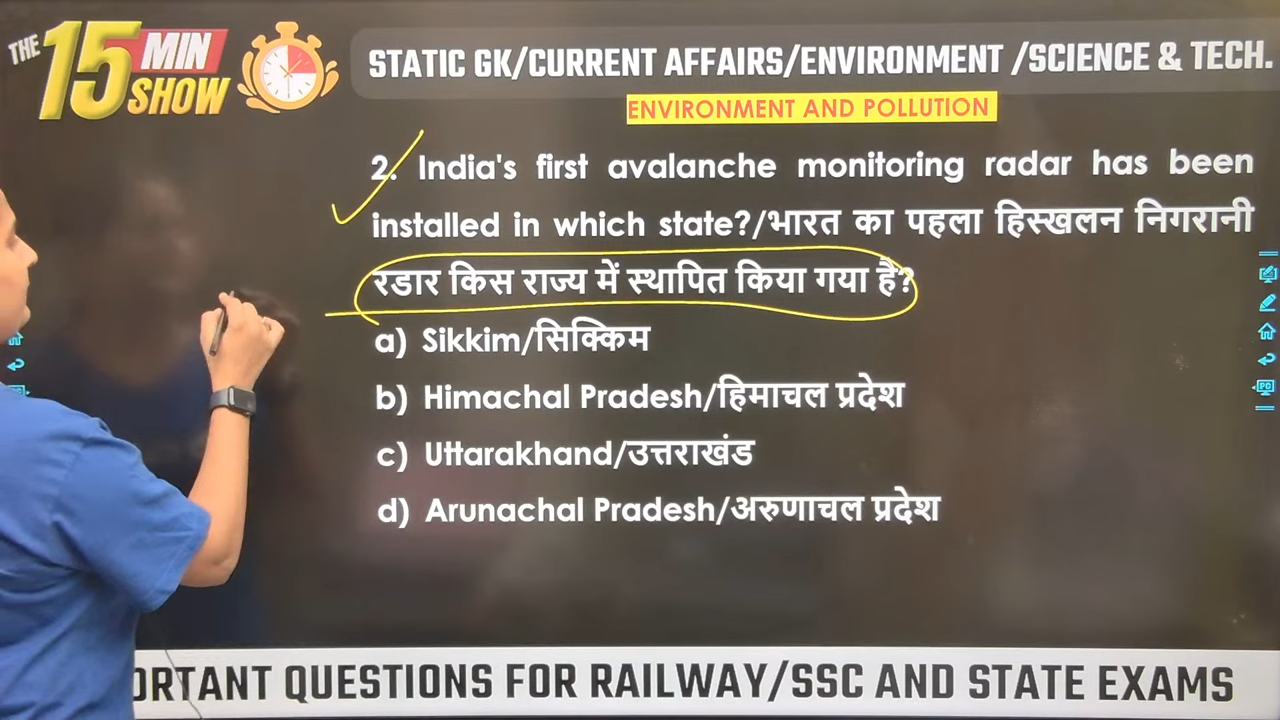 THE 15 MIN SHOW
STATIC GK/CURRENT AFFAIRS/ENVIRONMENT /SCIENCE & TECH.
ENVIRONMENT AND POLLUTION
2. India's first avalanche monitoring radar has been
installed in which state?/भारत का पहला हिस्खलन निगरानी
रडार किस राज्य में स्थापित किया गया है?
a) Sikkim/सिक्किम
b) Himachal Pradesh/हिमाचल प्रदेश
c) Uttarakhand/उत्तराखंड
d) Arunachal Pradesh/अरुणाचल प्रदेश
ORTANT QUESTIONS FOR RAILWAY/SSC AND STATE EXAMS